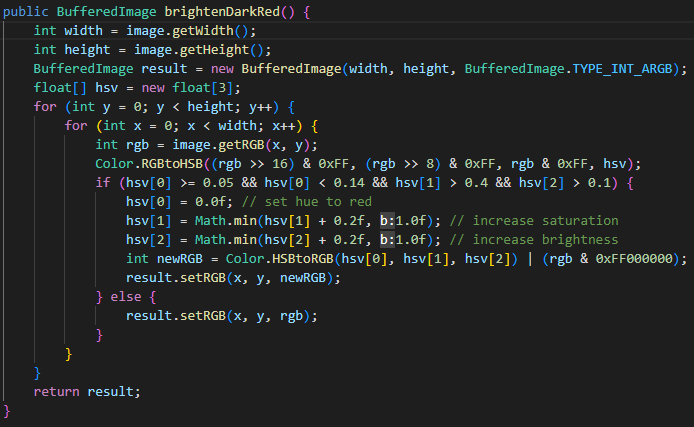 public BufferedImage brightenDarkRed() {
    int width = image.getWidth();
    int height = image.getHeight();
    BufferedImage result = new BufferedImage(width, height, BufferedImage.TYPE_INT_ARGB);
    float[] hsv = new float[3];
    for (int y = 0; y < height; y++) {
        for (int x = 0; x < width; x++) {
            int rgb = image.getRGB(x, y);
            Color.RGBtoHSB((rgb >> 16) & 0xFF, (rgb >> 8) & 0xFF, rgb & 0xFF, hsv);
            if (hsv[0] >= 0.05 && hsv[0] < 0.14 && hsv[1] > 0.4 && hsv[2] > 0.1) {
                hsv[0] = 0.0f; // set hue to red
                hsv[1] = Math.min(hsv[1] + 0.2f, b:1.0f); // increase saturation
                hsv[2] = Math.min(hsv[2] + 0.2f, b:1.0f); // increase brightness
                int newRGB = Color.HSBtoRGB(hsv[0], hsv[1], hsv[2]) | (rgb & 0xFF000000);
                result.setRGB(x, y, newRGB);
            } else {
                result.setRGB(x, y, rgb);
            }
        }
    }
    return result;
}